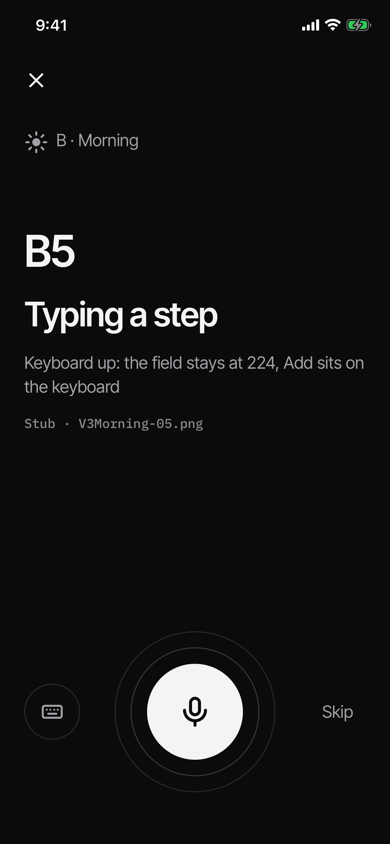 9:41
B · Morning
B5
Typing a step
Keyboard up: the field stays at 224, Add sits on
the keyboard
Stub · V3Morning-05.png
Skip